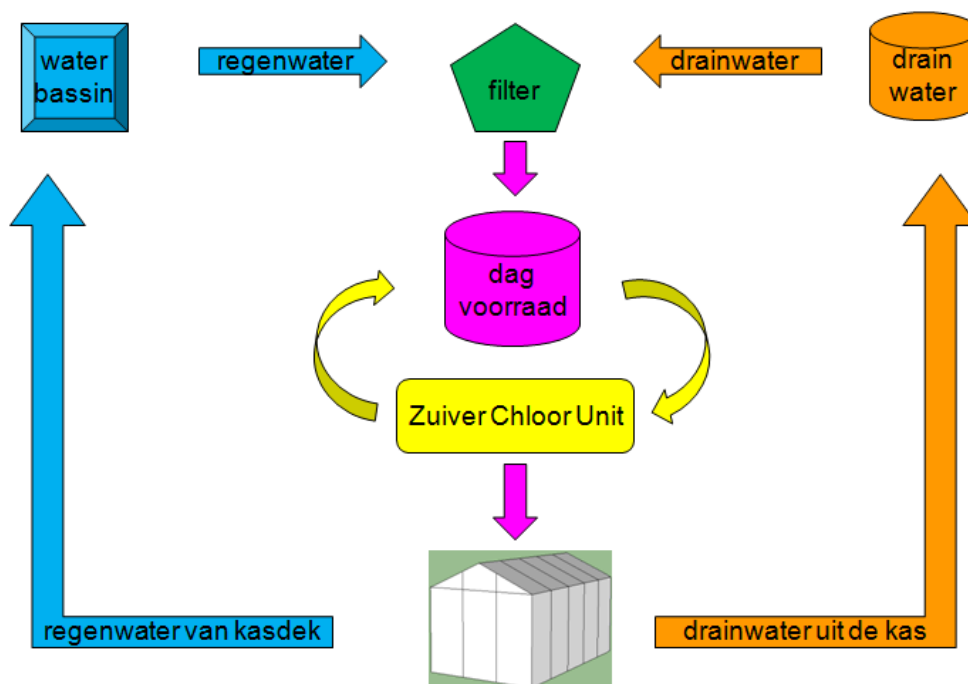 water
bassin
regenwater
filter
drainwater
drain
water
dag
voorraad
Zuiver Chloor Unit
regenwater van kasdek
drainwater uit de kas